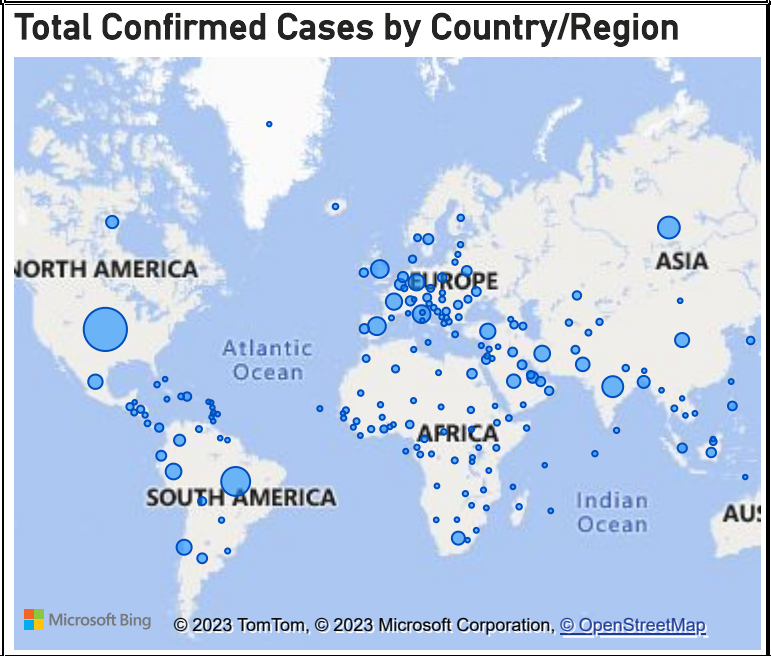 Total Confirmed Cases by Country/Region
NORTH AMERICA
EUROPE
ASIA
Atlantic
Ocean
AFRICA
SOUTH AMERICA
Indian
Ocean
AUS
Microsoft Bing
© 2023 TomTom, © 2023 Microsoft Corporation, © OpenStreetMap